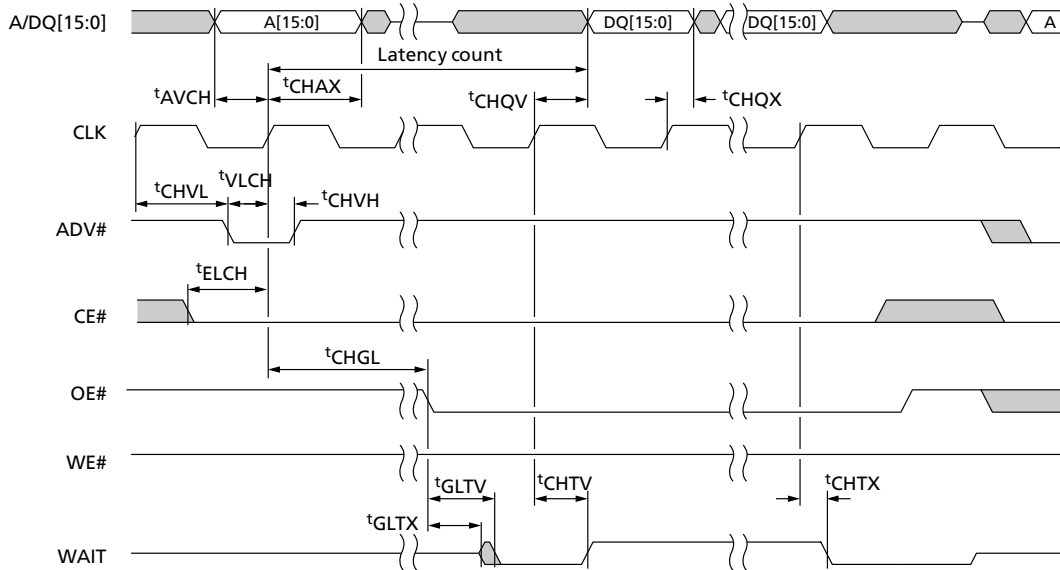 A/DQ[15:0] A[15:0] DQ[15:0] DQ[15:0] A
Latency count
tAVCH tCHAX tCHQV tCHQX
CLK
tCHVL tVLCH tCHVH
ADV#
tELCH
CE#
tCHGL
OE#
WE#
tGLTV tCHTV tCHTX
tGLTX
WAIT